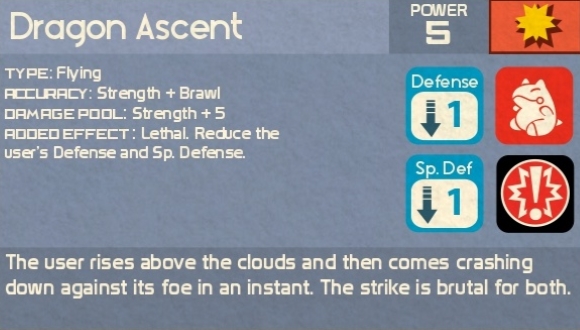 Dragon Ascent
POWER
5
TYPE: Flying
ACCURACY: Strength + Brawl
DAMAGE POOL: Strength + 5
ADDED EFFECT: Lethal. Reduce the
user's Defense and Sp. Defense.
Defense
1
Sp. Def
1
The user rises above the clouds and then comes crashing
down against its foe in an instant. The strike is brutal for both.